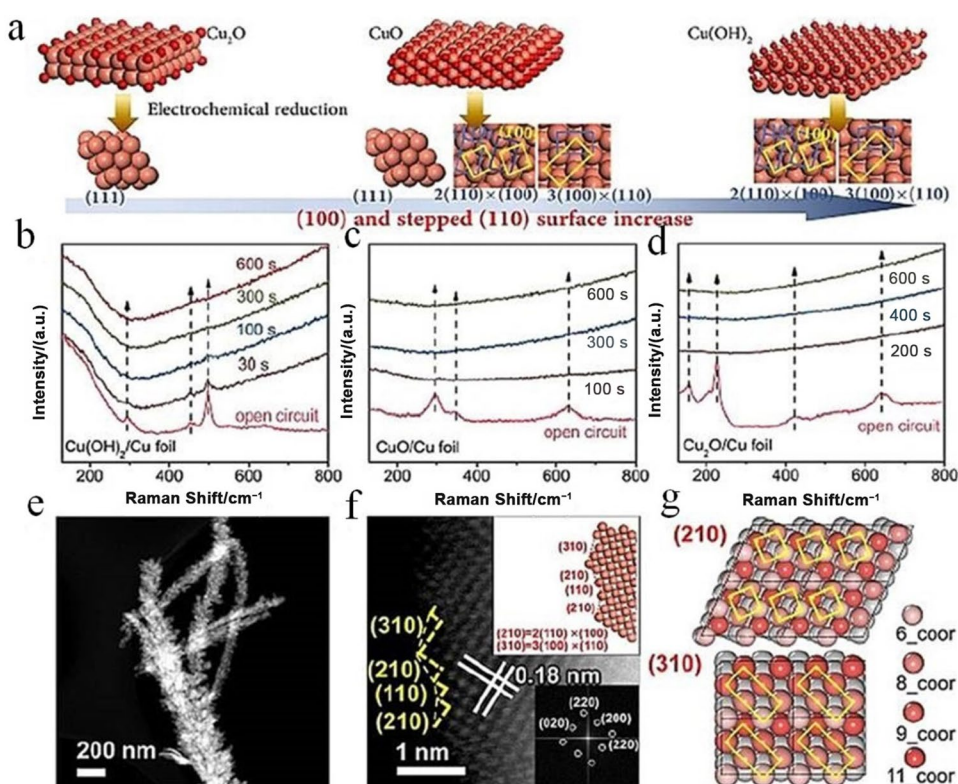 a
Cu₂O
CuO
Cu(OH)₂
Electrochemical reduction
(100)
(100)
(111)
(111)
2(110)×(100)
3(100)×(110)
2(110)×(100)
3(100)×(110)
(100) and stepped (110) surface increase
b
600 s
300 s
100 s
30 s
open circuit
Cu(OH)₂/Cu foil
Intensity/(a.u.)
200 400 600 800
Raman Shift/cm⁻¹
c
600 s
300 s
100 s
open circuit
CuO/Cu foil
Intensity/(a.u.)
200 400 600 800
Raman Shift/cm⁻¹
d
600 s
400 s
200 s
open circuit
Cu₂O/Cu foil
Intensity/(a.u.)
200 400 600 800
Raman Shift/cm⁻¹
e
200 nm
f
(310)
(210)
(110)
(210)
(210)=2(110)×(100)
(310)=3(100)×(110)
(310)
(210)
(110)
(210)
0.18 nm
(220)
(020)
(200)
(220)
1 nm
g
(210)
(310)
6_coor
8_coor
9_coor
11_coor